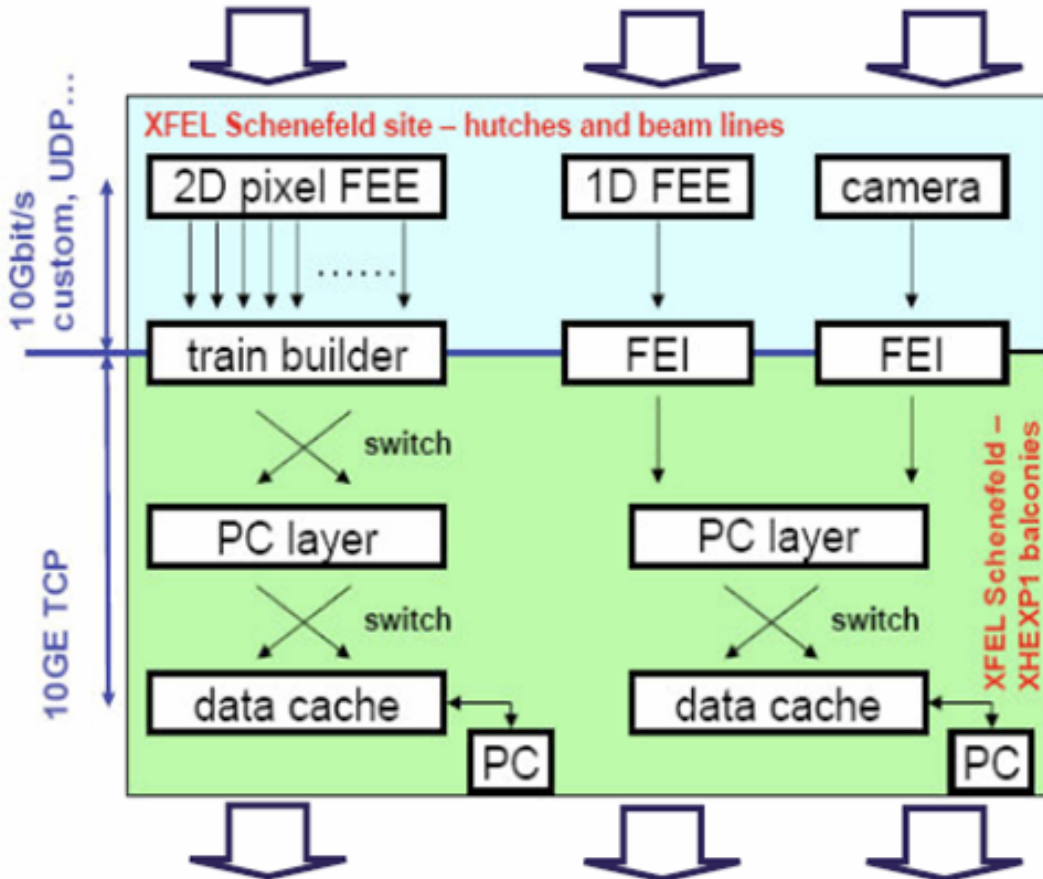 XFEL Schenefeld site – hutches and beam lines
10Gbit/s
custom, UDP...
2D pixel FEE
1D FEE
camera
......
train builder
FEI
FEI
switch
10GE TCP
PC layer
PC layer
XFEL Schenefeld –
XHEXP1 balconies
switch
switch
data cache
data cache
PC
PC